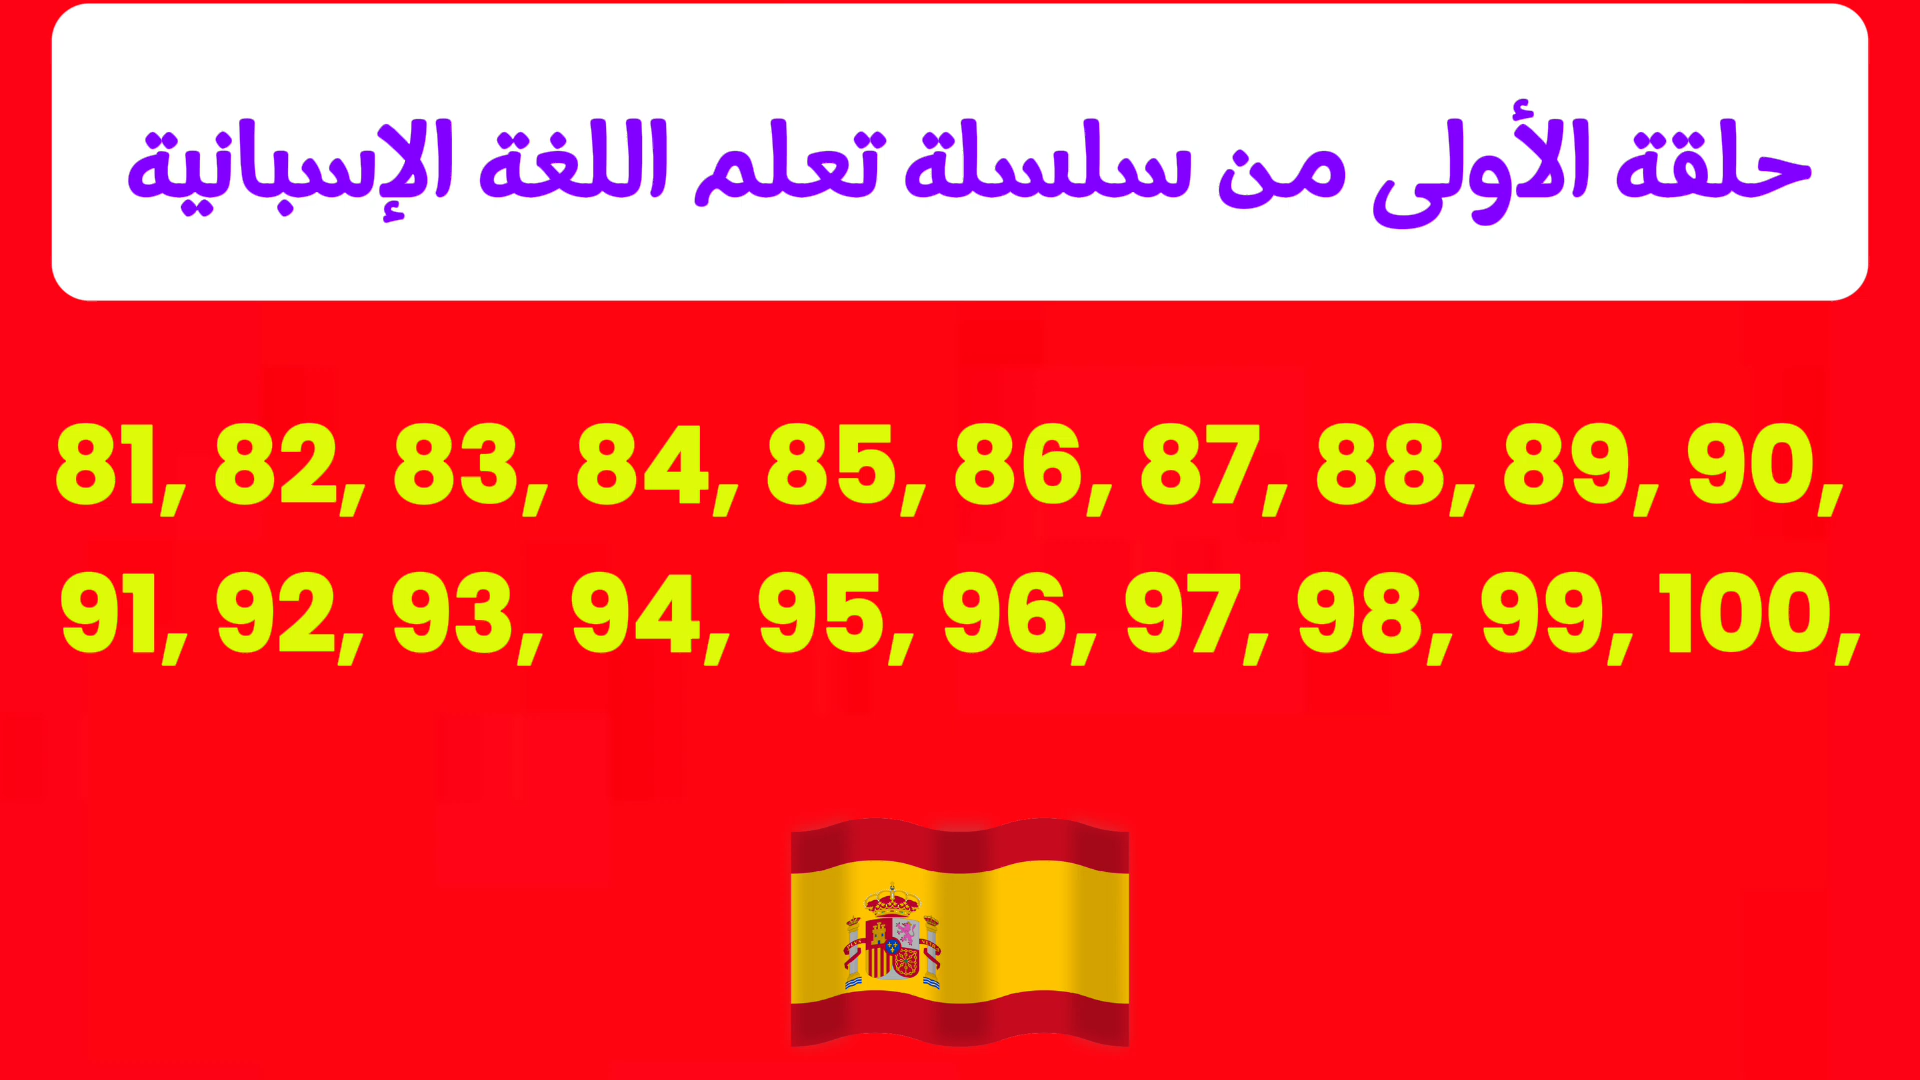 حلقة الأولى من سلسلة تعلم اللغة الإسبانية
81, 82, 83, 84, 85, 86, 87, 88, 89, 90,
91, 92, 93, 94, 95, 96, 97, 98, 99, 100,